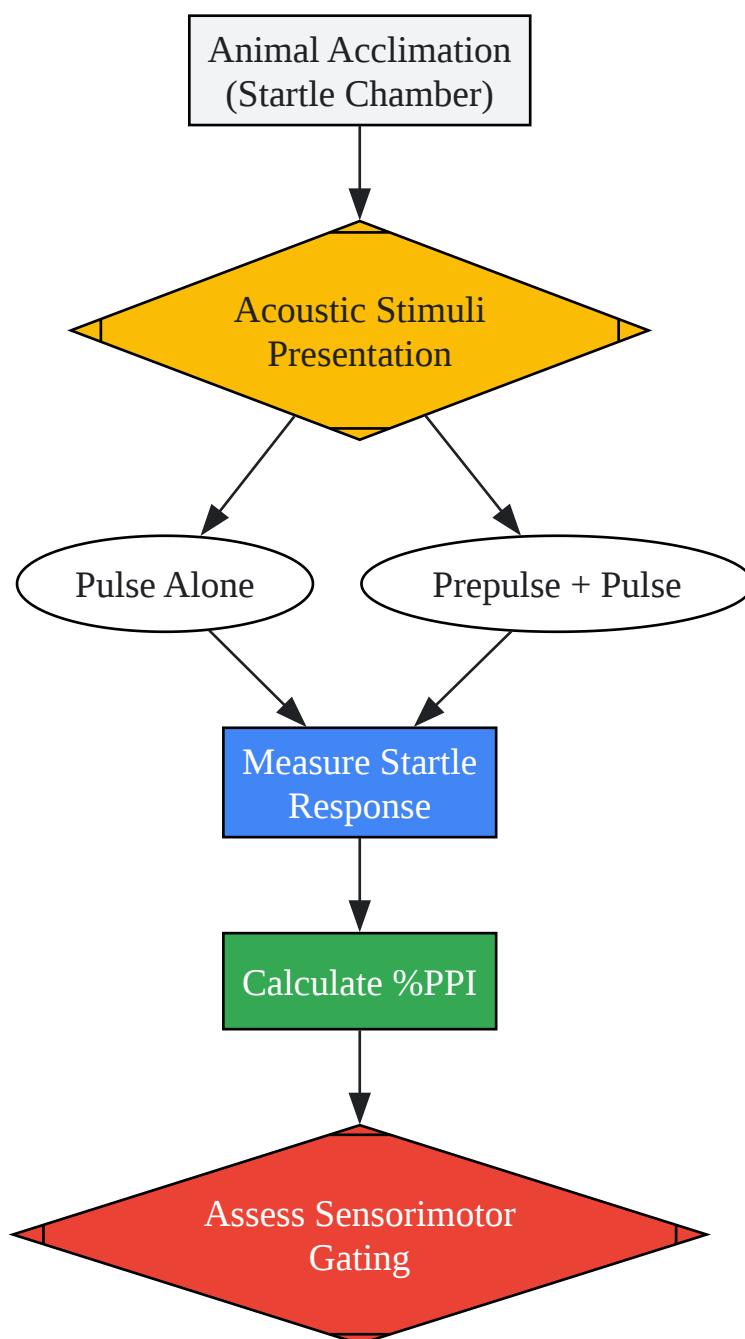 Animal Acclimation
(Startle Chamber)
Acoustic Stimuli
Presentation
Pulse Alone
Prepulse + Pulse
Measure Startle
Response
Calculate %PPI
Assess Sensorimotor
Gating